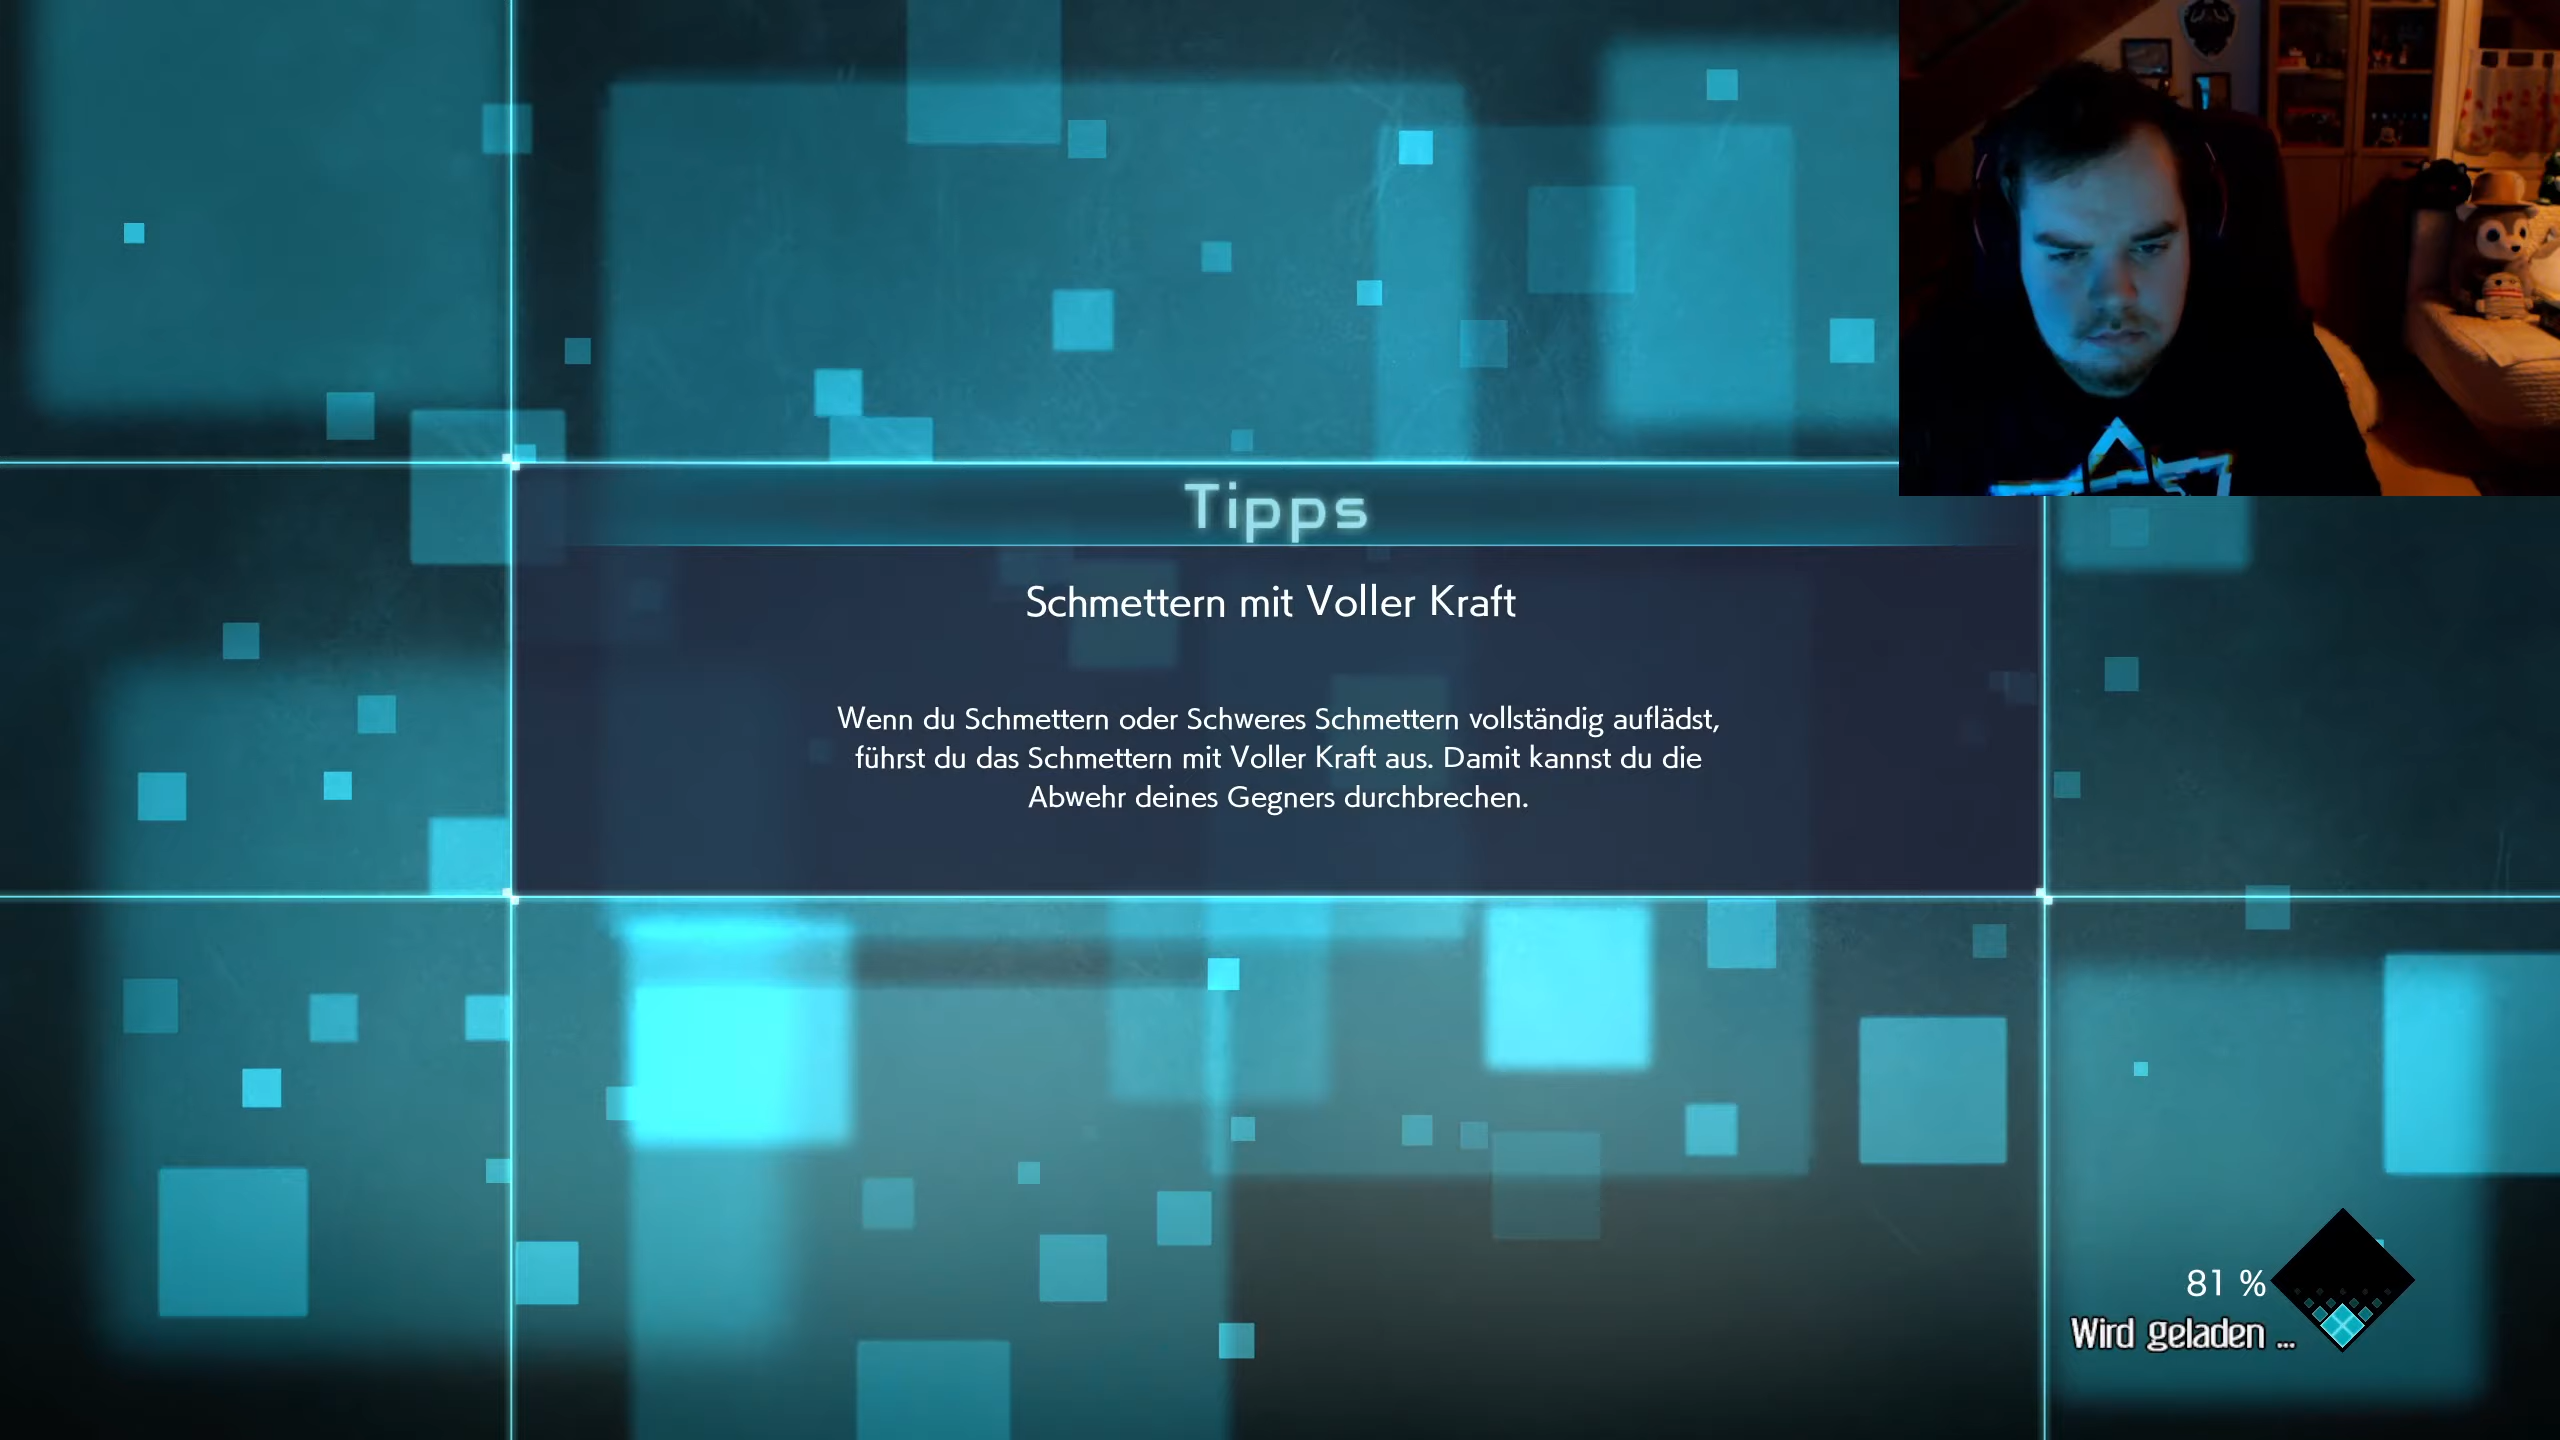 Tipps
Schmettern mit Voller Kraft
Wenn du Schmettern oder Schweres Schmettern vollständig auflädst,
führst du das Schmettern mit Voller Kraft aus. Damit kannst du die
Abwehr deines Gegners durchbrechen.
81 %
Wird geladen ...